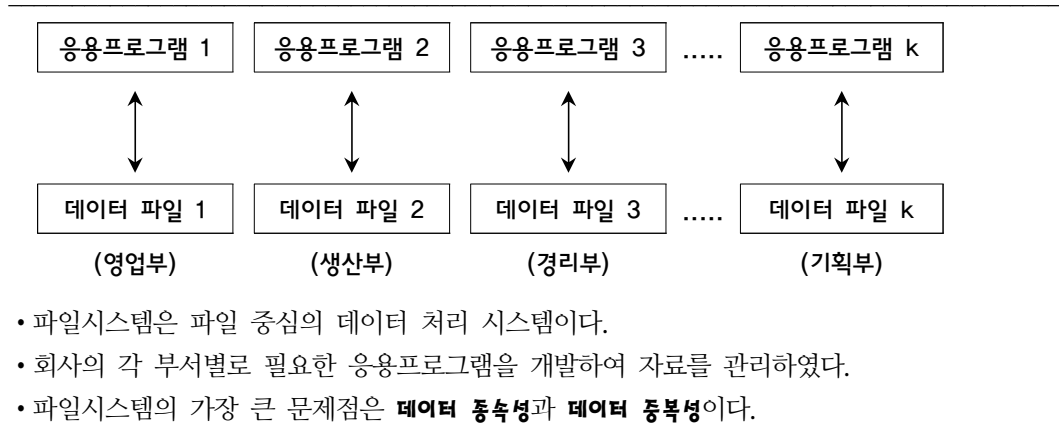 응용프로그램 1 응용프로그램 2 응용프로그램 3 ..... 응용프로그램 k
데이터 파일 1 데이터 파일 2 데이터 파일 3 ..... 데이터 파일 k
(영업부) (생산부) (경리부) (기획부)
• 파일시스템은 파일 중심의 데이터 처리 시스템이다.
• 회사의 각 부서별로 필요한 응용프로그램을 개발하여 자료를 관리하였다.
• 파일시스템의 가장 큰 문제점은 데이터 종속성과 데이터 중복성이다.